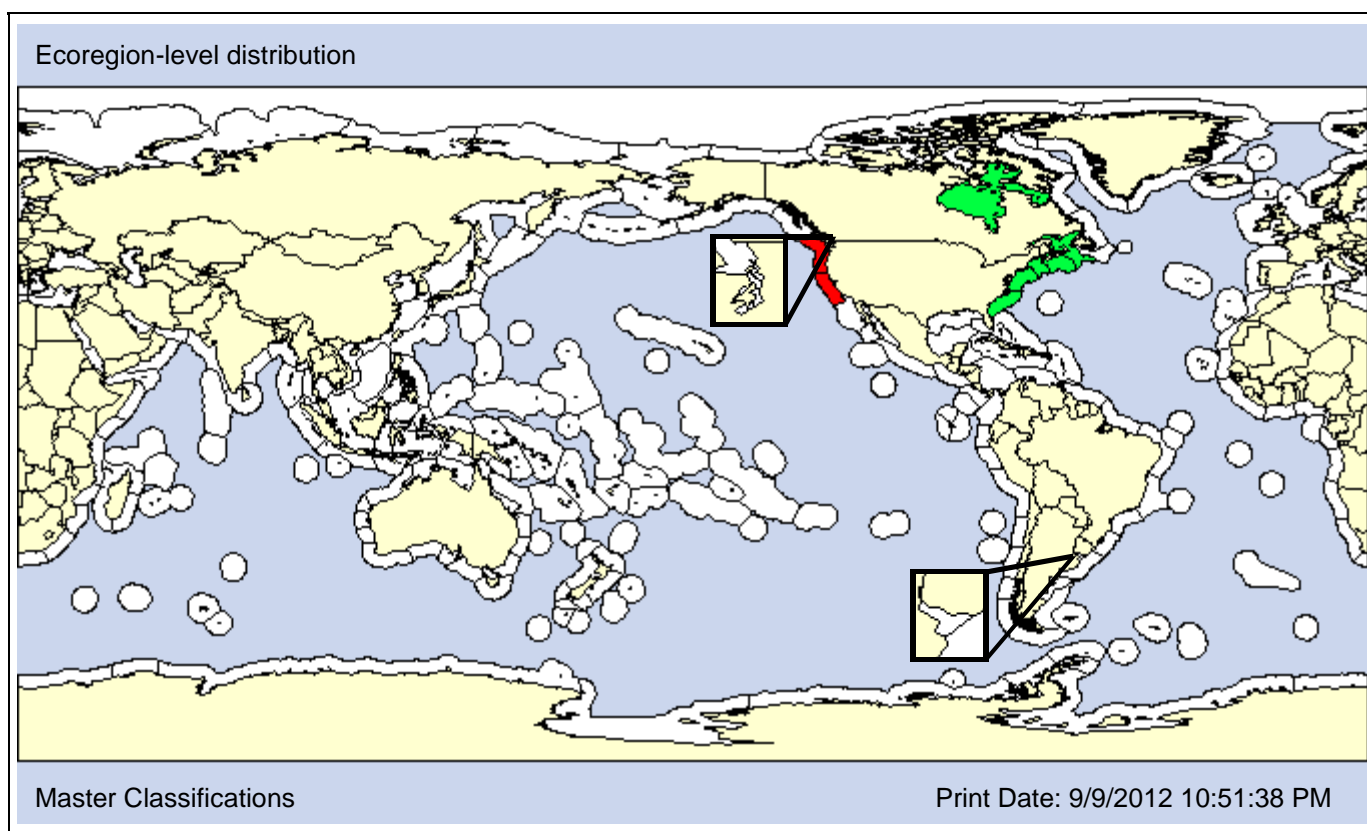 Ecoregion-level distribution
Master Classifications
Print Date: 9/9/2012 10:51:38 PM